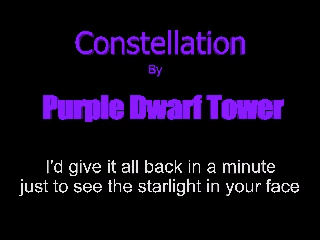 Constellation
By
Purple Dwarf Tower
I'd give it all back in a minute
just to see the starlight in your face